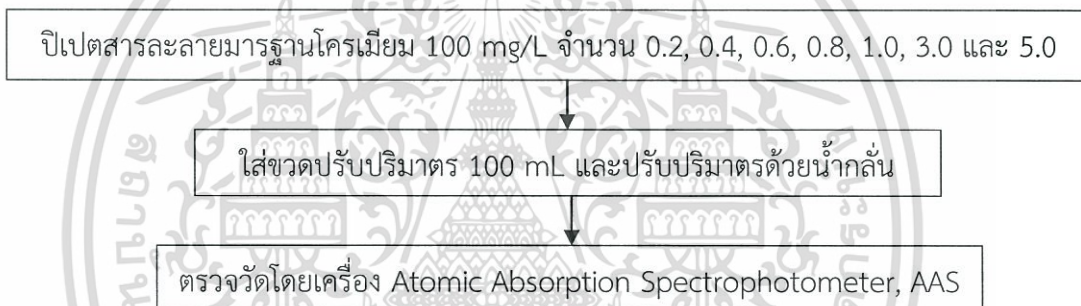 ปิเปตสารละลายมารฐานโครเมียม 100 mg/L จำนวน 0.2, 0.4, 0.6, 0.8, 1.0, 3.0 และ 5.0
ใส่ขวดปรับปริมาตร 100 mL และปรับปริมาตรด้วยน้ำกลั่น
ตรวจวัดโดยเครื่อง Atomic Absorption Spectrophotometer, AAS